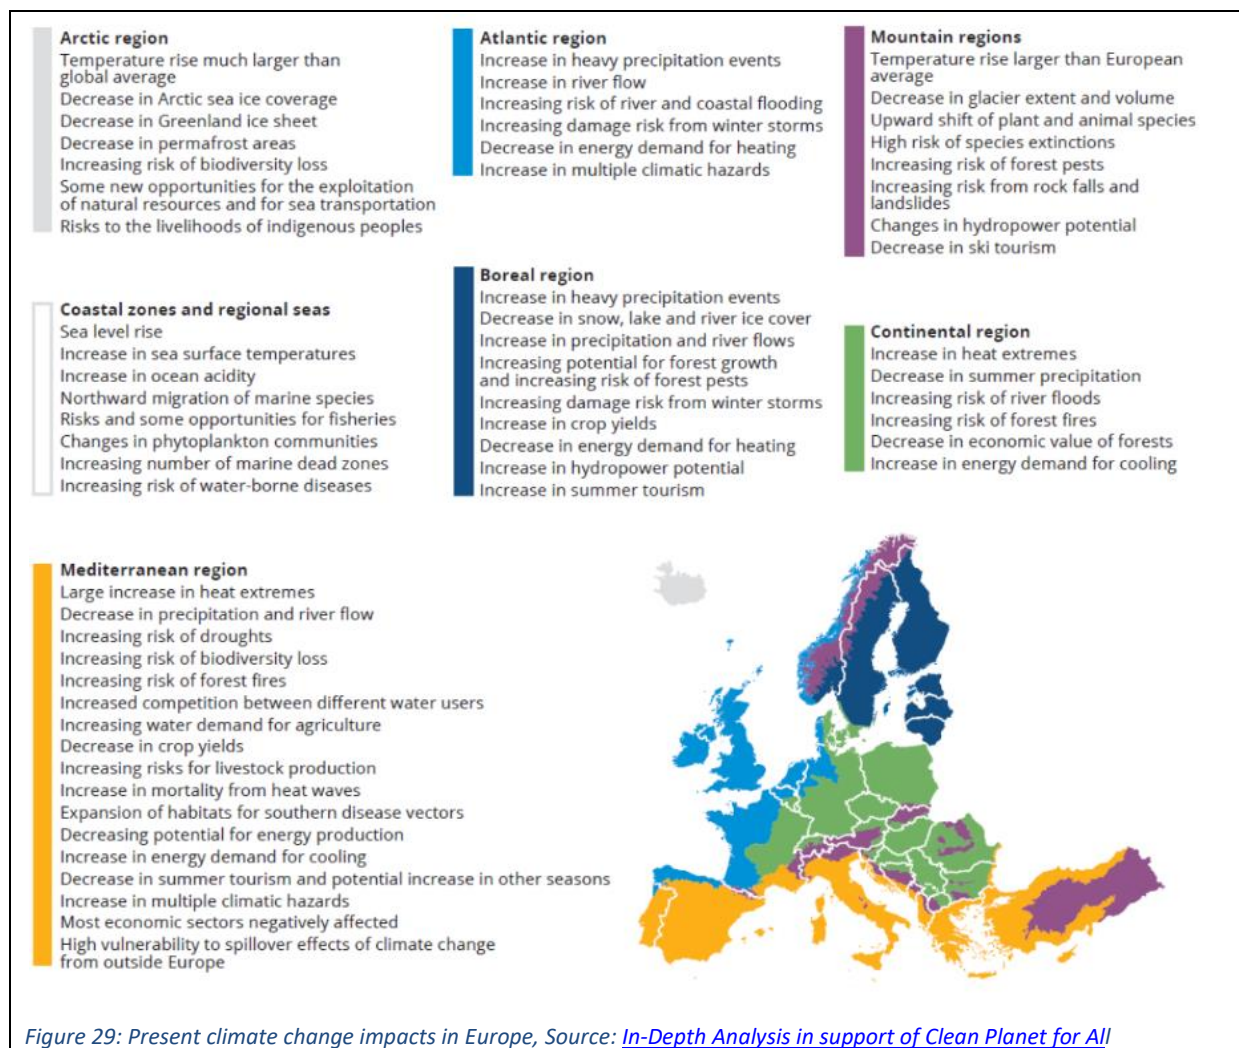 Arctic region
Temperature rise much larger than
global average
Decrease in Arctic sea ice coverage
Decrease in Greenland ice sheet
Decrease in permafrost areas
Increasing risk of biodiversity loss
Some new opportunities for the exploitation
of natural resources and for sea transportation
Risks to the livelihoods of indigenous peoples
Coastal zones and regional seas
Sea level rise
Increase in sea surface temperatures
Increase in ocean acidity
Northward migration of marine species
Risks and some opportunities for fisheries
Changes in phytoplankton communities
Increasing number of marine dead zones
Increasing risk of water-borne diseases
Atlantic region
Increase in heavy precipitation events
Increase in river flow
Increasing risk of river and coastal flooding
Increasing damage risk from winter storms
Decrease in energy demand for heating
Increase in multiple climatic hazards
Boreal region
Increase in heavy precipitation events
Decrease in snow, lake and river ice cover
Increase in precipitation and river flows
Increasing potential for forest growth
and increasing risk of forest pests
Increasing damage risk from winter storms
Increase in crop yields
Decrease in energy demand for heating
Increase in hydropower potential
Increase in summer tourism
Mountain regions
Temperature rise larger than European
average
Decrease in glacier extent and volume
Upward shift of plant and animal species
High risk of species extinctions
Increasing risk of forest pests
Increasing risk from rock falls and
landslides
Changes in hydropower potential
Decrease in ski tourism
Continental region
Increase in heat extremes
Decrease in summer precipitation
Increasing risk of river floods
Increasing risk of forest fires
Decrease in economic value of forests
Increase in energy demand for cooling
Mediterranean region
Large increase in heat extremes
Decrease in precipitation and river flow
Increasing risk of droughts
Increasing risk of biodiversity loss
Increasing risk of forest fires
Increased competition between different water users
Increasing water demand for agriculture
Decrease in crop yields
Increasing risks for livestock production
Increase in mortality from heat waves
Expansion of habitats for southern disease vectors
Decreasing potential for energy production
Increase in energy demand for cooling
Decrease in summer tourism and potential increase in other seasons
Increase in multiple climatic hazards
Most economic sectors negatively affected
High vulnerability to spillover effects of climate change
from outside Europe
Figure 29: Present climate change impacts in Europe, Source: In-Depth Analysis in support of Clean Planet for All